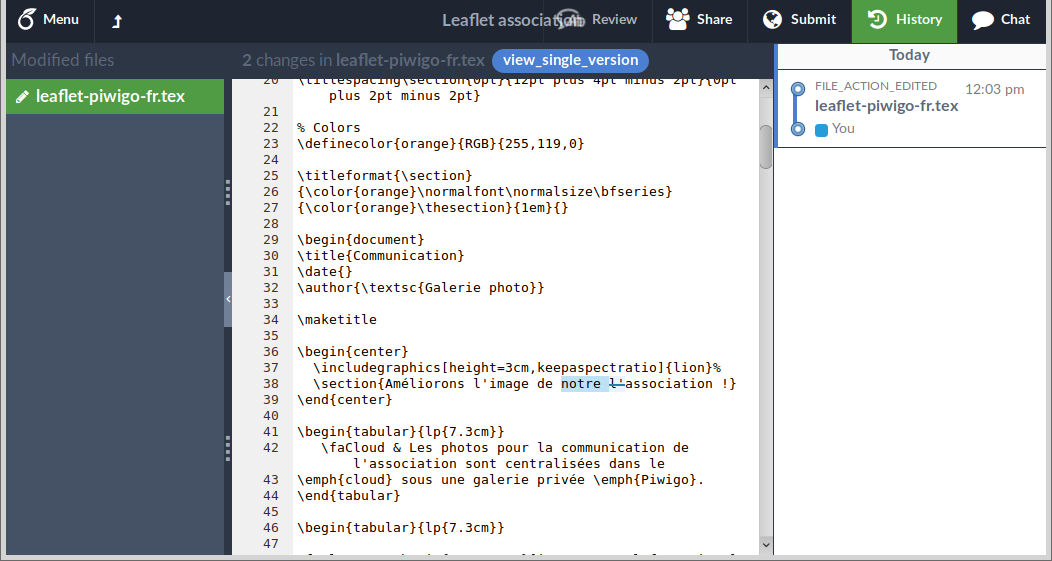 Menu
Leaflet association
Review
Share
Submit
History
Chat
Modified files
2 changes in leaflet-piwigo-fr.tex
view_single_version
Today
leaflet-piwigo-fr.tex
FILE_ACTION_EDITED
12:03 pm
leaflet-piwigo-fr.tex
You
20 \titlespacing\section{0pt}{12pt plus 4pt minus 2pt}{0pt
plus 2pt minus 2pt}
21
22 % Colors
23 \definecolor{orange}{RGB}{255,119,0}
24
25 \titleformat{\section}
26 {\color{orange}\normalfont\normalsize\bfseries}
27 {\color{orange}\thesection}{1em}{}
28
29 \begin{document}
30 \title{Communication}
31 \date{}
32 \author{\textsc{Galerie photo}}
33
34 \maketitle
35
36 \begin{center}
37 \includegraphics[height=3cm,keepaspectratio]{lion}%
38 \section{Améliorons l'image de notre l'association !}
39 \end{center}
40
41 \begin{tabular}{lp{7.3cm}}
42 \faCloud & Les photos pour la communication de
l'association sont centralisées dans le
43 \emph{cloud} sous une galerie privée \emph{Piwigo}.
44 \end{tabular}
45
46 \begin{tabular}{lp{7.3cm}}
47